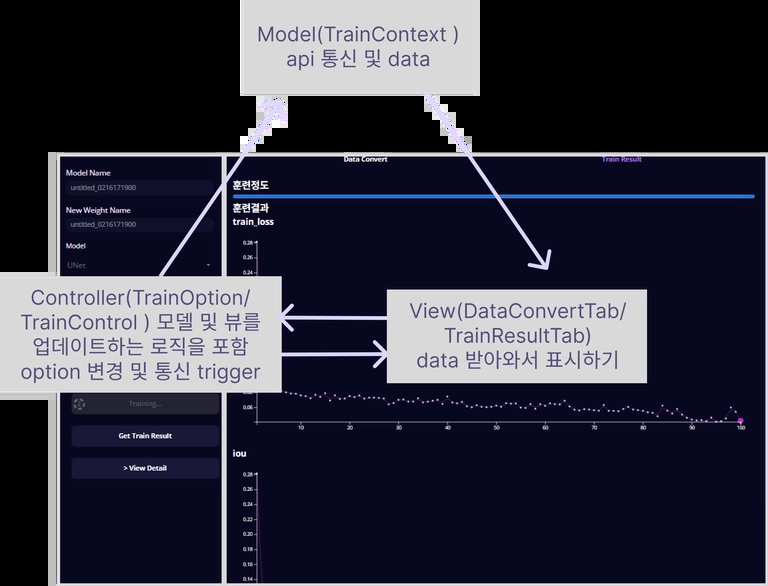 Model(TrainContext )
api 통신 및 data
Data Convert
Train Result
Model Name
untitled_0216171900
New Weight Name
untitled_0216171900
Model
UNet
훈련정도
훈련결과
train_loss
0.28
0.26
0.24
Controller(TrainOption/
TrainControl ) 모델 및 뷰를
업데이트하는 로직을 포함
option 변경 및 통신 trigger
View(DataConvertTab/
TrainResultTab)
data 받아와서 표시하기
Training...
Get Train Result
> View Detail
0.06
10 20 30 40 50 60 70 80 90 100
iou
0.28
0.26
0.24
0.22
0.20
0.18
0.16
0.14